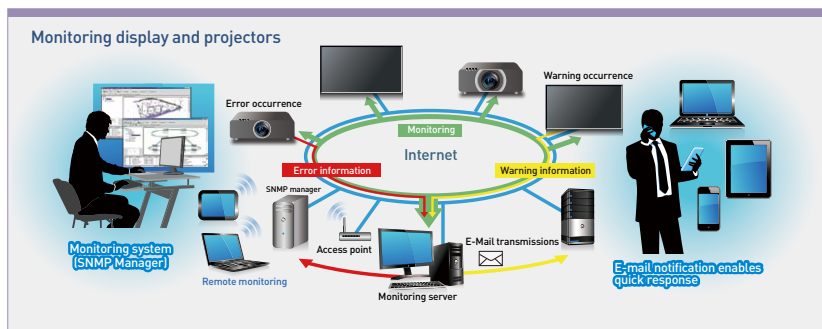 Monitoring display and projectors
Warning occurrence
Error occurrence
Monitoring
Internet
Error information
Warning information
SNMP manager
Access point
E-Mail transmissions
Monitoring system
(SNMP Manager)
Remote monitoring
Monitoring server
E-mail notification enables
quick response